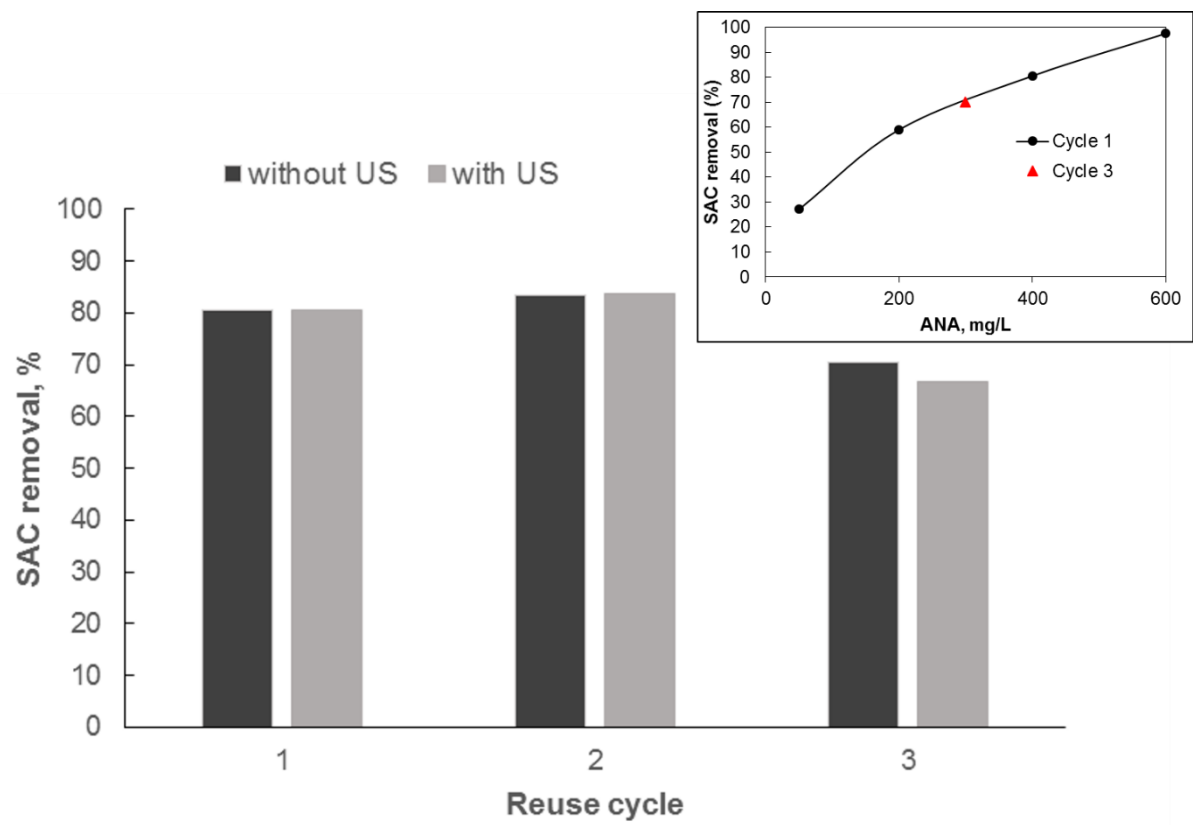 without US with US
100
90
80
70
60
50
40
30
20
10
0
SAC removal, %
1 2 3
Reuse cycle
100
90
80
70
60
50
40
30
20
10
0
SAC removal (%)
Cycle 1
Cycle 3
0 200 400 600
ANA, mg/L